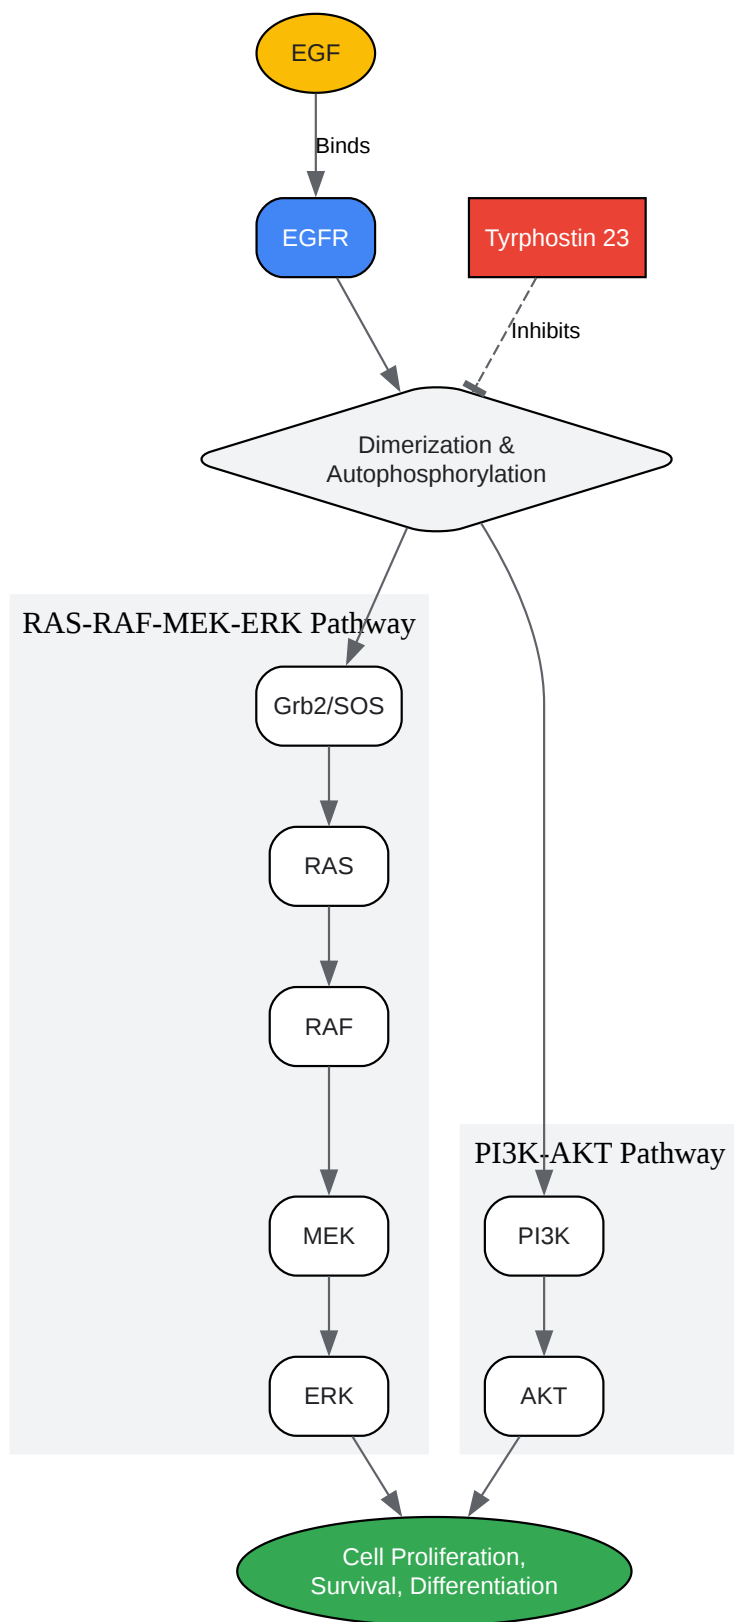 EGF
Binds
EGFR
Tyrphostin 23
Inhibits
Dimerization &
Autophosphorylation
RAS-RAF-MEK-ERK Pathway
Grb2/SOS
RAS
RAF
PI3K-AKT Pathway
MEK
PI3K
ERK
AKT
Cell Proliferation,
Survival, Differentiation